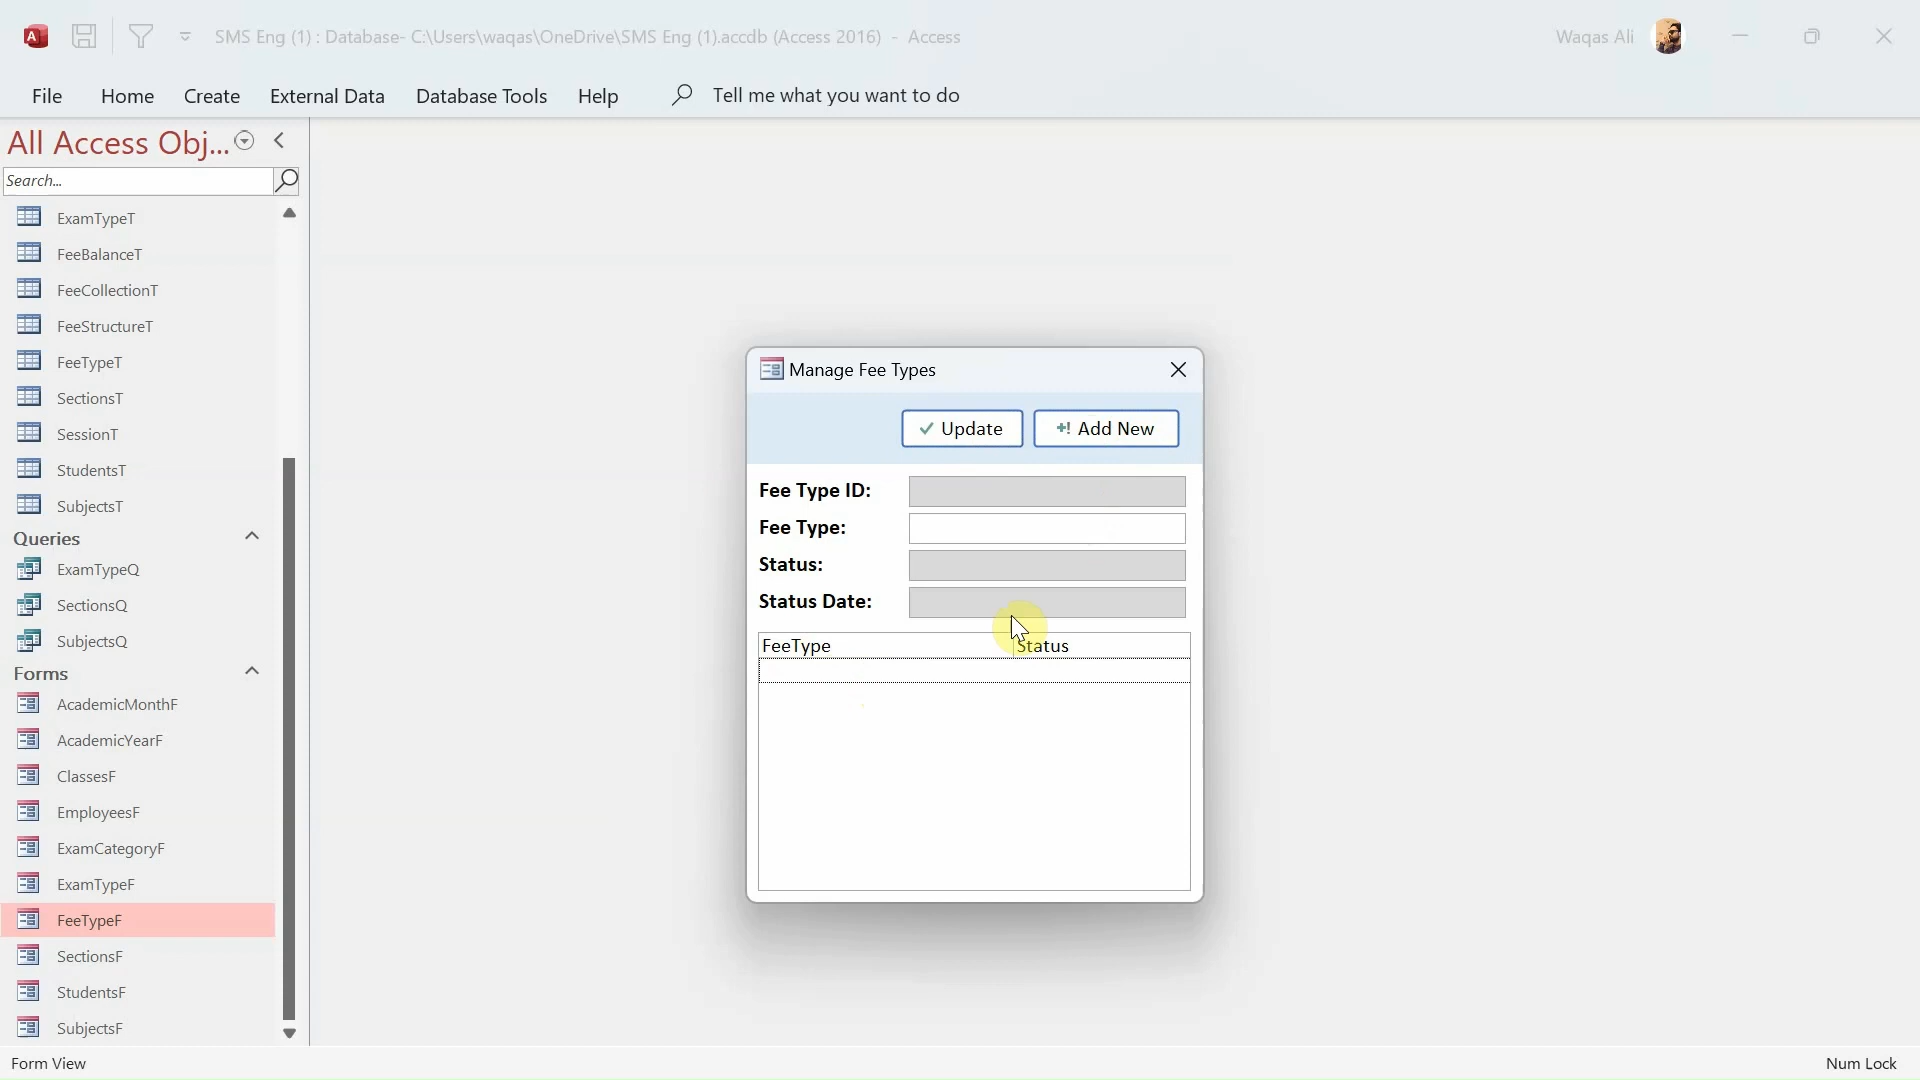 SMS Eng (1) : Database- C:\Users\waqas\OneDrive\SMS Eng (1).accdb (Access 2016) - Access
Waqas Ali
File Home Create External Data Database Tools Help Tell me what you want to do
All Access Obj...
Search...
ExamTypeT
FeeBalanceT
FeeCollectionT
FeeStructureT
FeeTypeT
SectionsT
SessionT
StudentsT
SubjectsT
Queries
ExamTypeQ
SectionsQ
SubjectsQ
Forms
AcademicMonthF
AcademicYearF
ClassesF
EmployeesF
ExamCategoryF
ExamTypeF
FeeTypeF
SectionsF
StudentsF
SubjectsF
Manage Fee Types
Update
Add New
Fee Type ID:
Fee Type:
Status:
Status Date:
FeeType Status
Form View
Num Lock